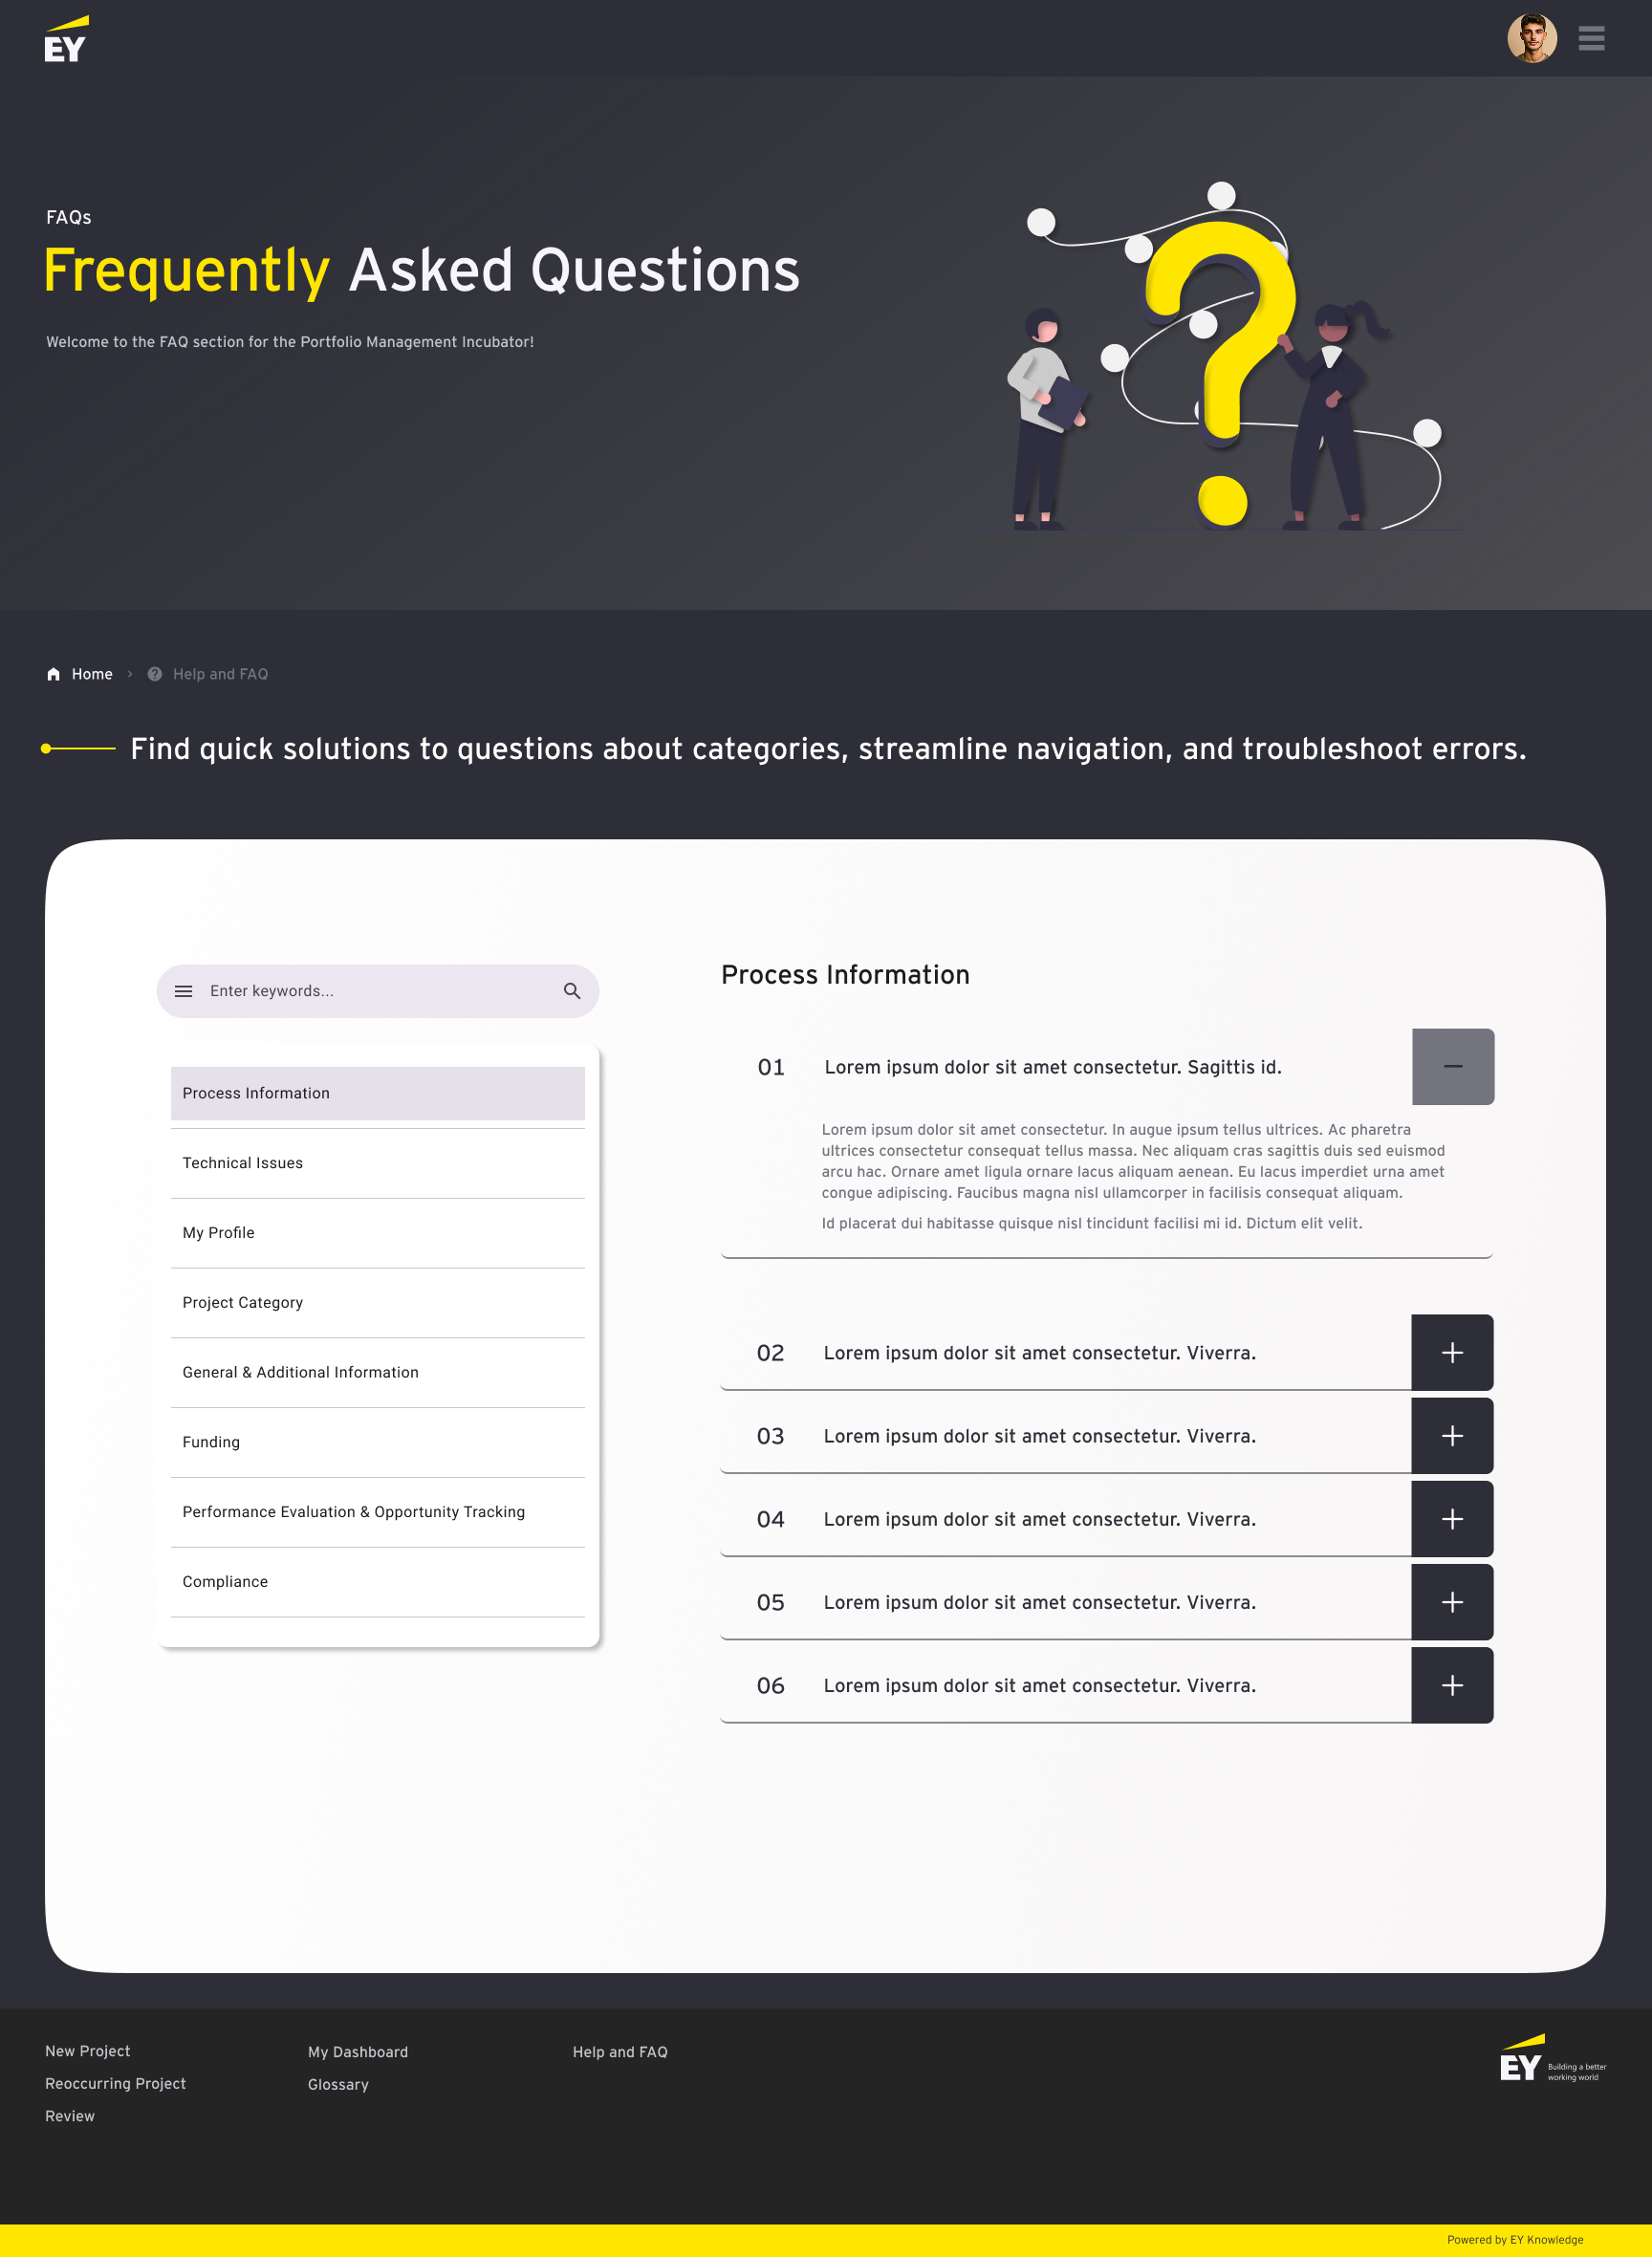 EY
FAQs
Frequently Asked Questions
Welcome to the FAQ section for the Portfolio Management Incubator!
Home > Help and FAQ
Find quick solutions to questions about categories, streamline navigation, and troubleshoot errors.
Enter keywords...
Process Information
Technical Issues
My Profile
Project Category
General & Additional Information
Funding
Performance Evaluation & Opportunity Tracking
Compliance
Process Information
01 Lorem ipsum dolor sit amet consectetur. Sagittis id.
Lorem ipsum dolor sit amet consectetur. In augue ipsum tellus ultrices. Ac pharetra
ultrices consectetur consequat tellus massa. Nec aliquam cras sagittis duis sed euismod
arcu hac. Ornare amet ligula ornare lacus aliquam aenean. Eu lacus imperdiet urna amet
congue adipiscing. Faucibus magna nisl ullamcorper in facilisis consequat aliquam.
Id placerat dui habitasse quisque nisl tincidunt facilisi mi id. Dictum elit velit.
02 Lorem ipsum dolor sit amet consectetur. Viverra.
03 Lorem ipsum dolor sit amet consectetur. Viverra.
04 Lorem ipsum dolor sit amet consectetur. Viverra.
05 Lorem ipsum dolor sit amet consectetur. Viverra.
06 Lorem ipsum dolor sit amet consectetur. Viverra.
New Project
Reoccurring Project
Review
My Dashboard
Glossary
Help and FAQ
EY Building a better
working world
Powered by EY Knowledge